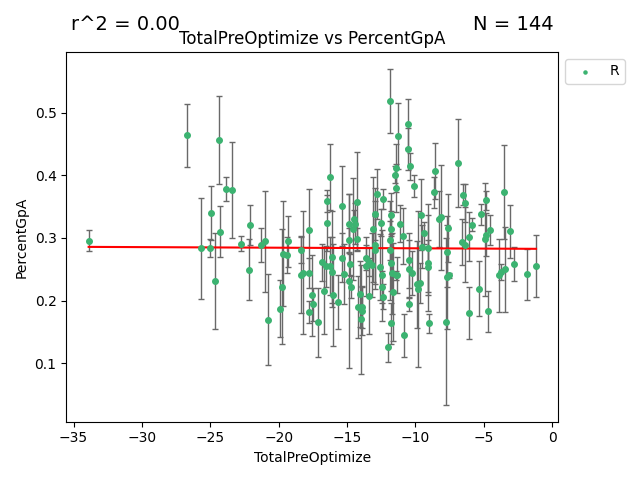 r^2 = 0.00
N = 144
TotalPreOptimize vs PercentGpA
R
0.5
0.4
0.3
0.2
0.1
PercentGpA
−35 −30 −25 −20 −15 −10 −5 0
TotalPreOptimize